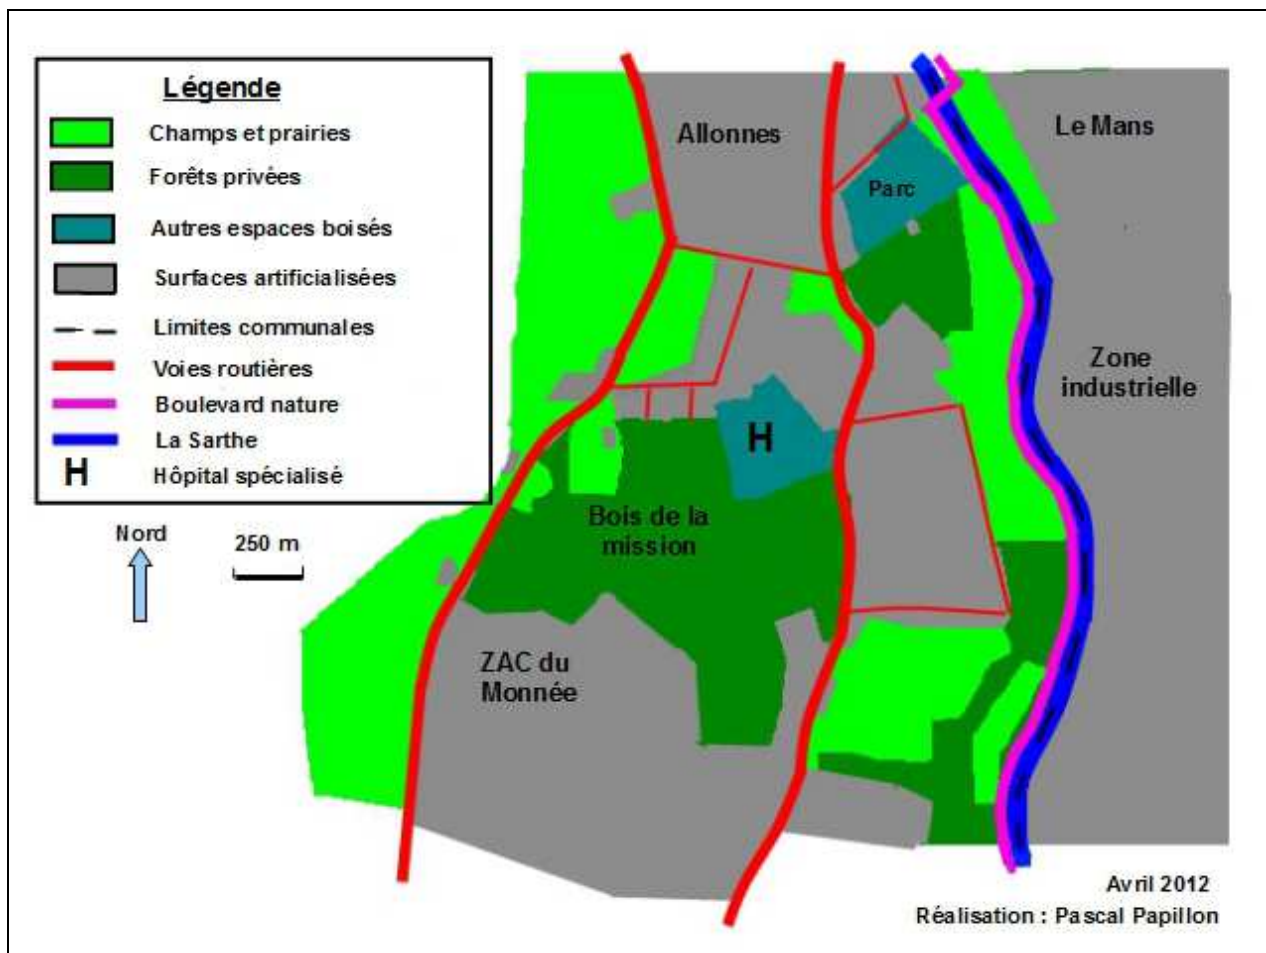 Légende
Champs et prairies
Forêts privées
Autres espaces boisés
Surfaces artificialisées
Limites communales
Voies routières
Boulevard nature
La Sarthe
H
Hôpital spécialisé
Nord
250 m
Allonnes
Le Mans
Parc
Zone
industrielle
H
Bois de la
mission
ZAC du
Monnée
Avril 2012
Réalisation : Pascal Papillon